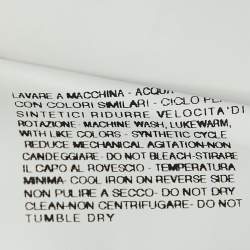 LAVARE A MACCHINA - ACQUA
CON COLORI SIMILARI - CICLO
SINTETICI RIDURRE VELOCITA'DI
ROTAZIONE - MACHINE WASH, LUKEWARM,
WITH LIKE COLORS - SYNTHETIC CYCLE
REDUCE MECHANICAL AGITATION-NON
CANDEGGIARE- DO NOT BLEACH-STIRARE
IL CAPO AL ROVESCIO - TEMPERATURA
MINIMA- COOL IRON ON REVERSE SIDE
NON PULIRE A SECCO- DO NOT DRY
CLEAN-NON CENTRIFUGARE- DO NOT
TUMBLE DRY